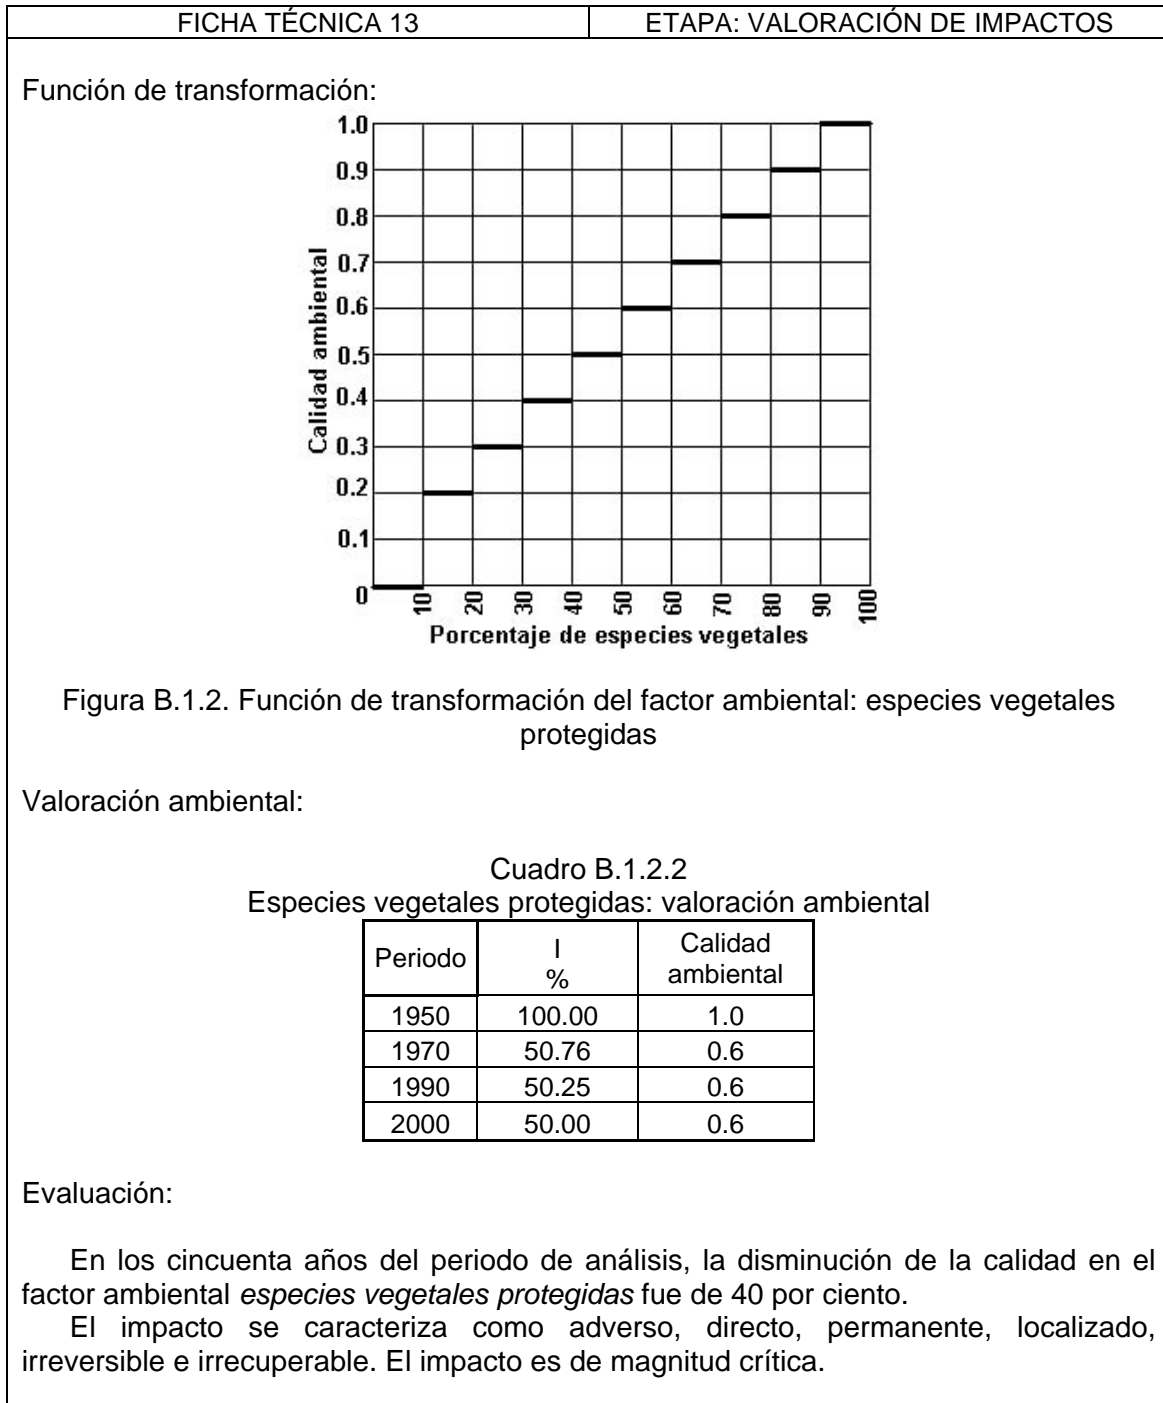 FICHA TÉCNICA 13 ETAPA: VALORACIÓN DE IMPACTOS
Función de transformación:
1.0
0.9
0.8
0.7
0.6
0.5
0.4
0.3
0.2
0.1
0
Calidad ambiental
10 20 30 40 50 60 70 80 90 100
Porcentaje de especies vegetales
Figura B.1.2. Función de transformación del factor ambiental: especies vegetales
protegidas
Valoración ambiental:
Cuadro B.1.2.2
Especies vegetales protegidas: valoración ambiental
Periodo I % Calidad ambiental
1950 100.00 1.0
1970 50.76 0.6
1990 50.25 0.6
2000 50.00 0.6
Evaluación:
En los cincuenta años del periodo de análisis, la disminución de la calidad en el
factor ambiental especies vegetales protegidas fue de 40 por ciento.
El impacto se caracteriza como adverso, directo, permanente, localizado,
irreversible e irrecuperable. El impacto es de magnitud crítica.